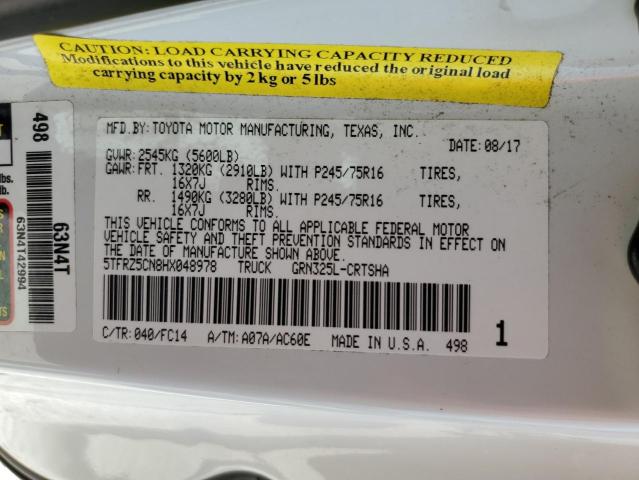 CAUTION: LOAD CARRYING CAPACITY REDUCED
Modifications to this vehicle have reduced the original load
carrying capacity by 2 kg or 5 lbs
MFD.BY: TOYOTA MOTOR MANUFACTURING, TEXAS, INC. DATE: 08/17
GVWR: 2545KG (5600LB)
GAWR: FRT. 1320KG (2910LB) WITH P245/75R16 TIRES,
16X7J RIMS.
RR. 1490KG (3280LB) WITH P245/75R16 TIRES,
16X7J RIMS.
THIS VEHICLE CONFORMS TO ALL APPLICABLE FEDERAL MOTOR
VEHICLE SAFETY AND THEFT PREVENTION STANDARDS IN EFFECT ON
THE DATE OF MANUFACTURE SHOWN ABOVE.
5TFRZ5CN8HX048978 TRUCK GRN325L-CRTSHA
C/TR: 040/FC14 A/TM: A07A/AC60E MADE IN U.S.A. 498 1
498
63N4T
63N4T42994
lbs.
lb.